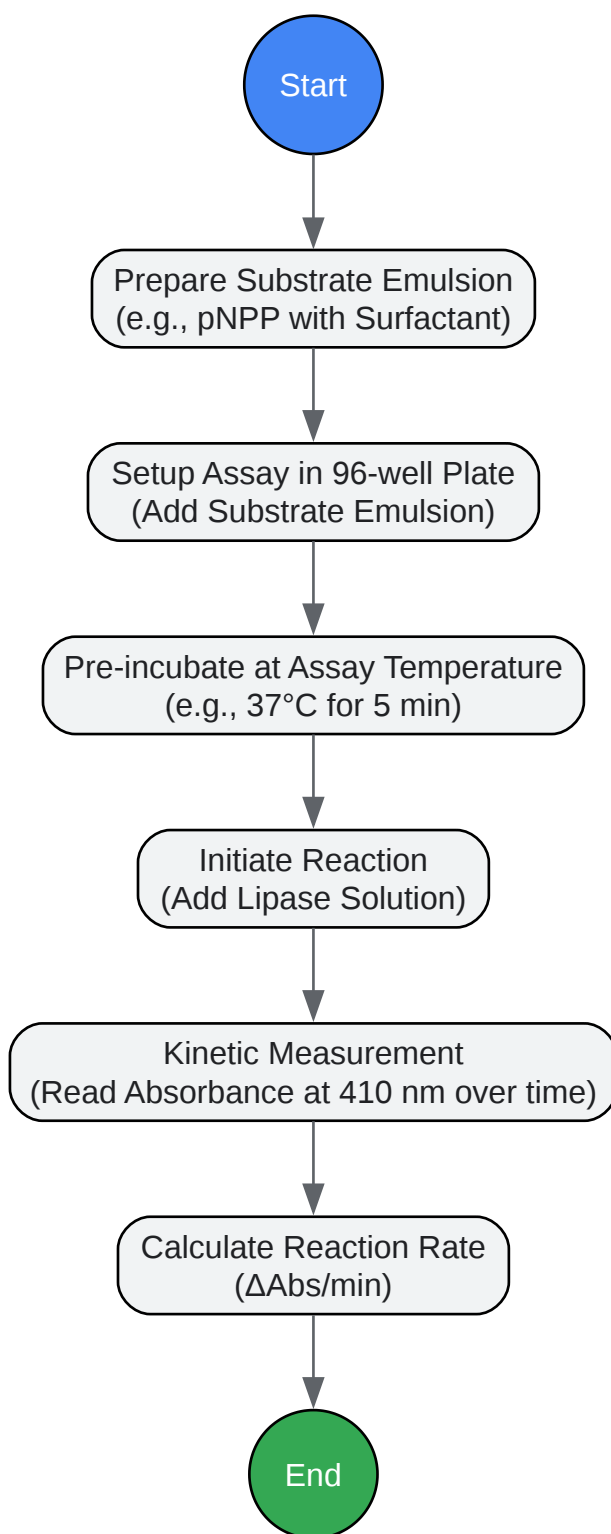 Start
Prepare Substrate Emulsion
(e.g., pNPP with Surfactant)
Setup Assay in 96-well Plate
(Add Substrate Emulsion)
Pre-incubate at Assay Temperature
(e.g., 37°C for 5 min)
Initiate Reaction
(Add Lipase Solution)
Kinetic Measurement
(Read Absorbance at 410 nm over time)
Calculate Reaction Rate
(ΔAbs/min)
End